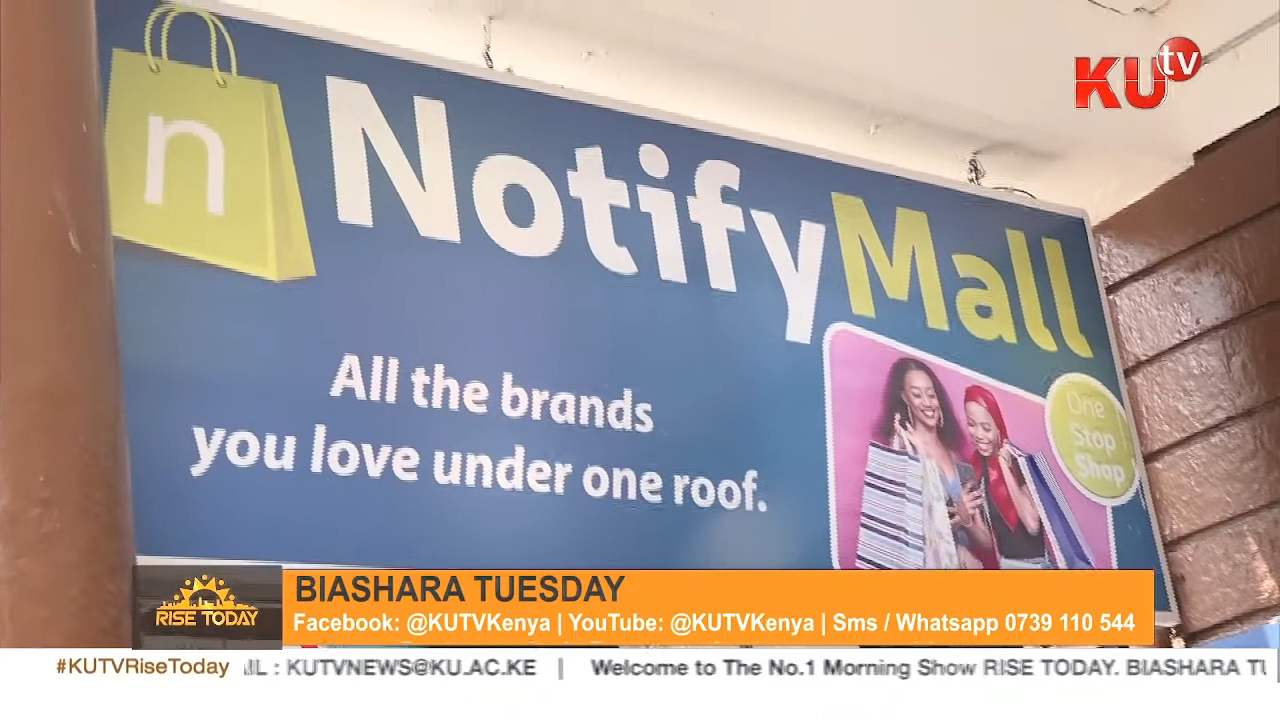 KU tv
n NotifyMall
All the brands
you love under one roof.
One
Stop
Shop
RISE TODAY
BIASHARA TUESDAY
Facebook: @KUTVKenya | YouTube: @KUTVKenya | Sms / Whatsapp 0739 110 544
#KUTVRiseToday : KUTVNEWS@KU.AC.KE | Welcome to The No.1 Morning Show RISE TODAY. BIASHARA